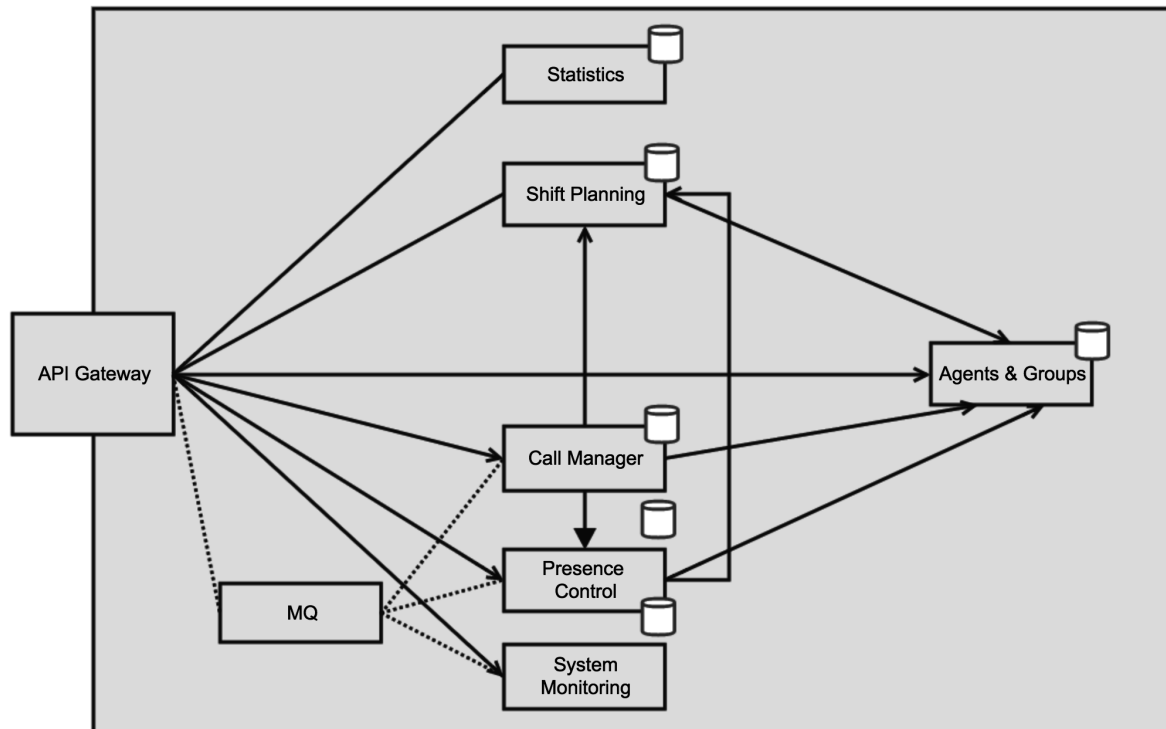 Statistics
Shift Planning
API Gateway
Agents & Groups
Call Manager
Presence
Control
MQ
System
Monitoring